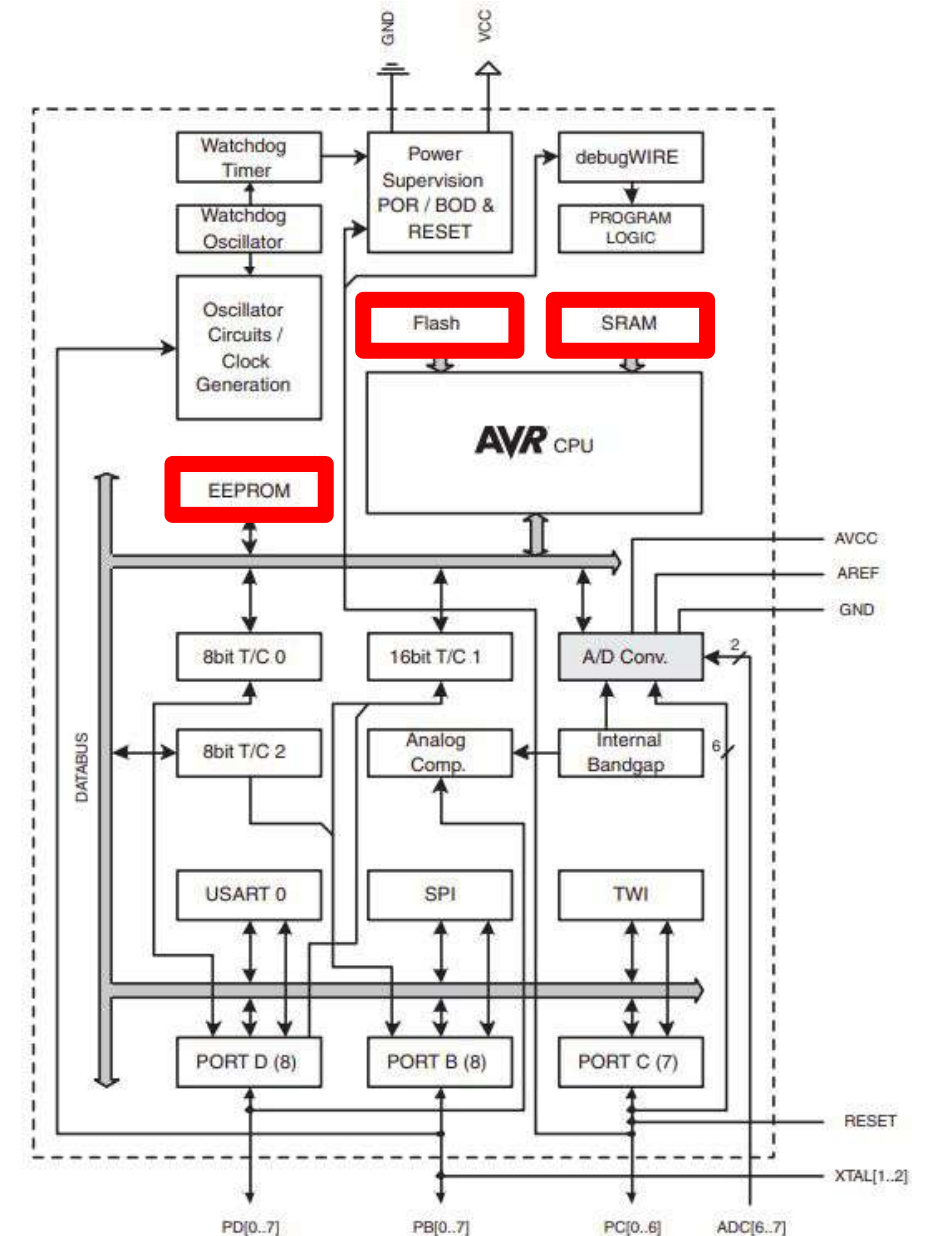 GND
VCC
Watchdog
Timer
Power
Supervision
POR / BOD &
RESET
debugWIRE
Watchdog
Oscillator
PROGRAM
LOGIC
Oscillator
Circuits /
Clock
Generation
Flash
SRAM
AVR CPU
EEPROM
AVCC
AREF
GND
8bit T/C 0
16bit T/C 1
A/D Conv.
2
DATABUS
8bit T/C 2
Analog
Comp.
Internal
Bandgap
6
USART 0
SPI
TWI
PORT D (8)
PORT B (8)
PORT C (7)
RESET
XTAL[1..2]
PD[0..7]
PB[0..7]
PC[0..6]
ADC[6..7]